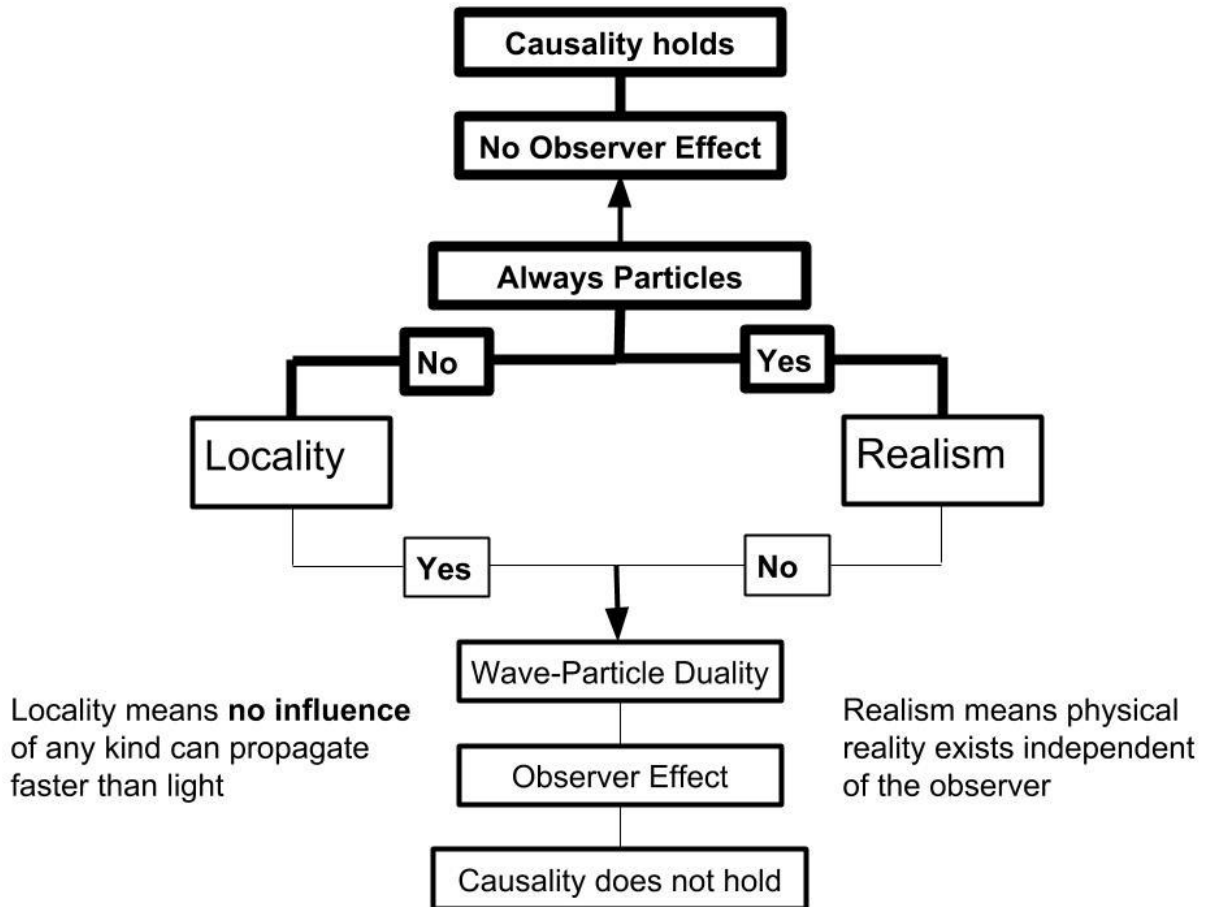 Causality holds
No Observer Effect
Always Particles
No
Yes
Locality
Realism
Yes
No
Wave-Particle Duality
Locality means no influence
of any kind can propagate
faster than light
Realism means physical
reality exists independent
of the observer
Observer Effect
Causality does not hold